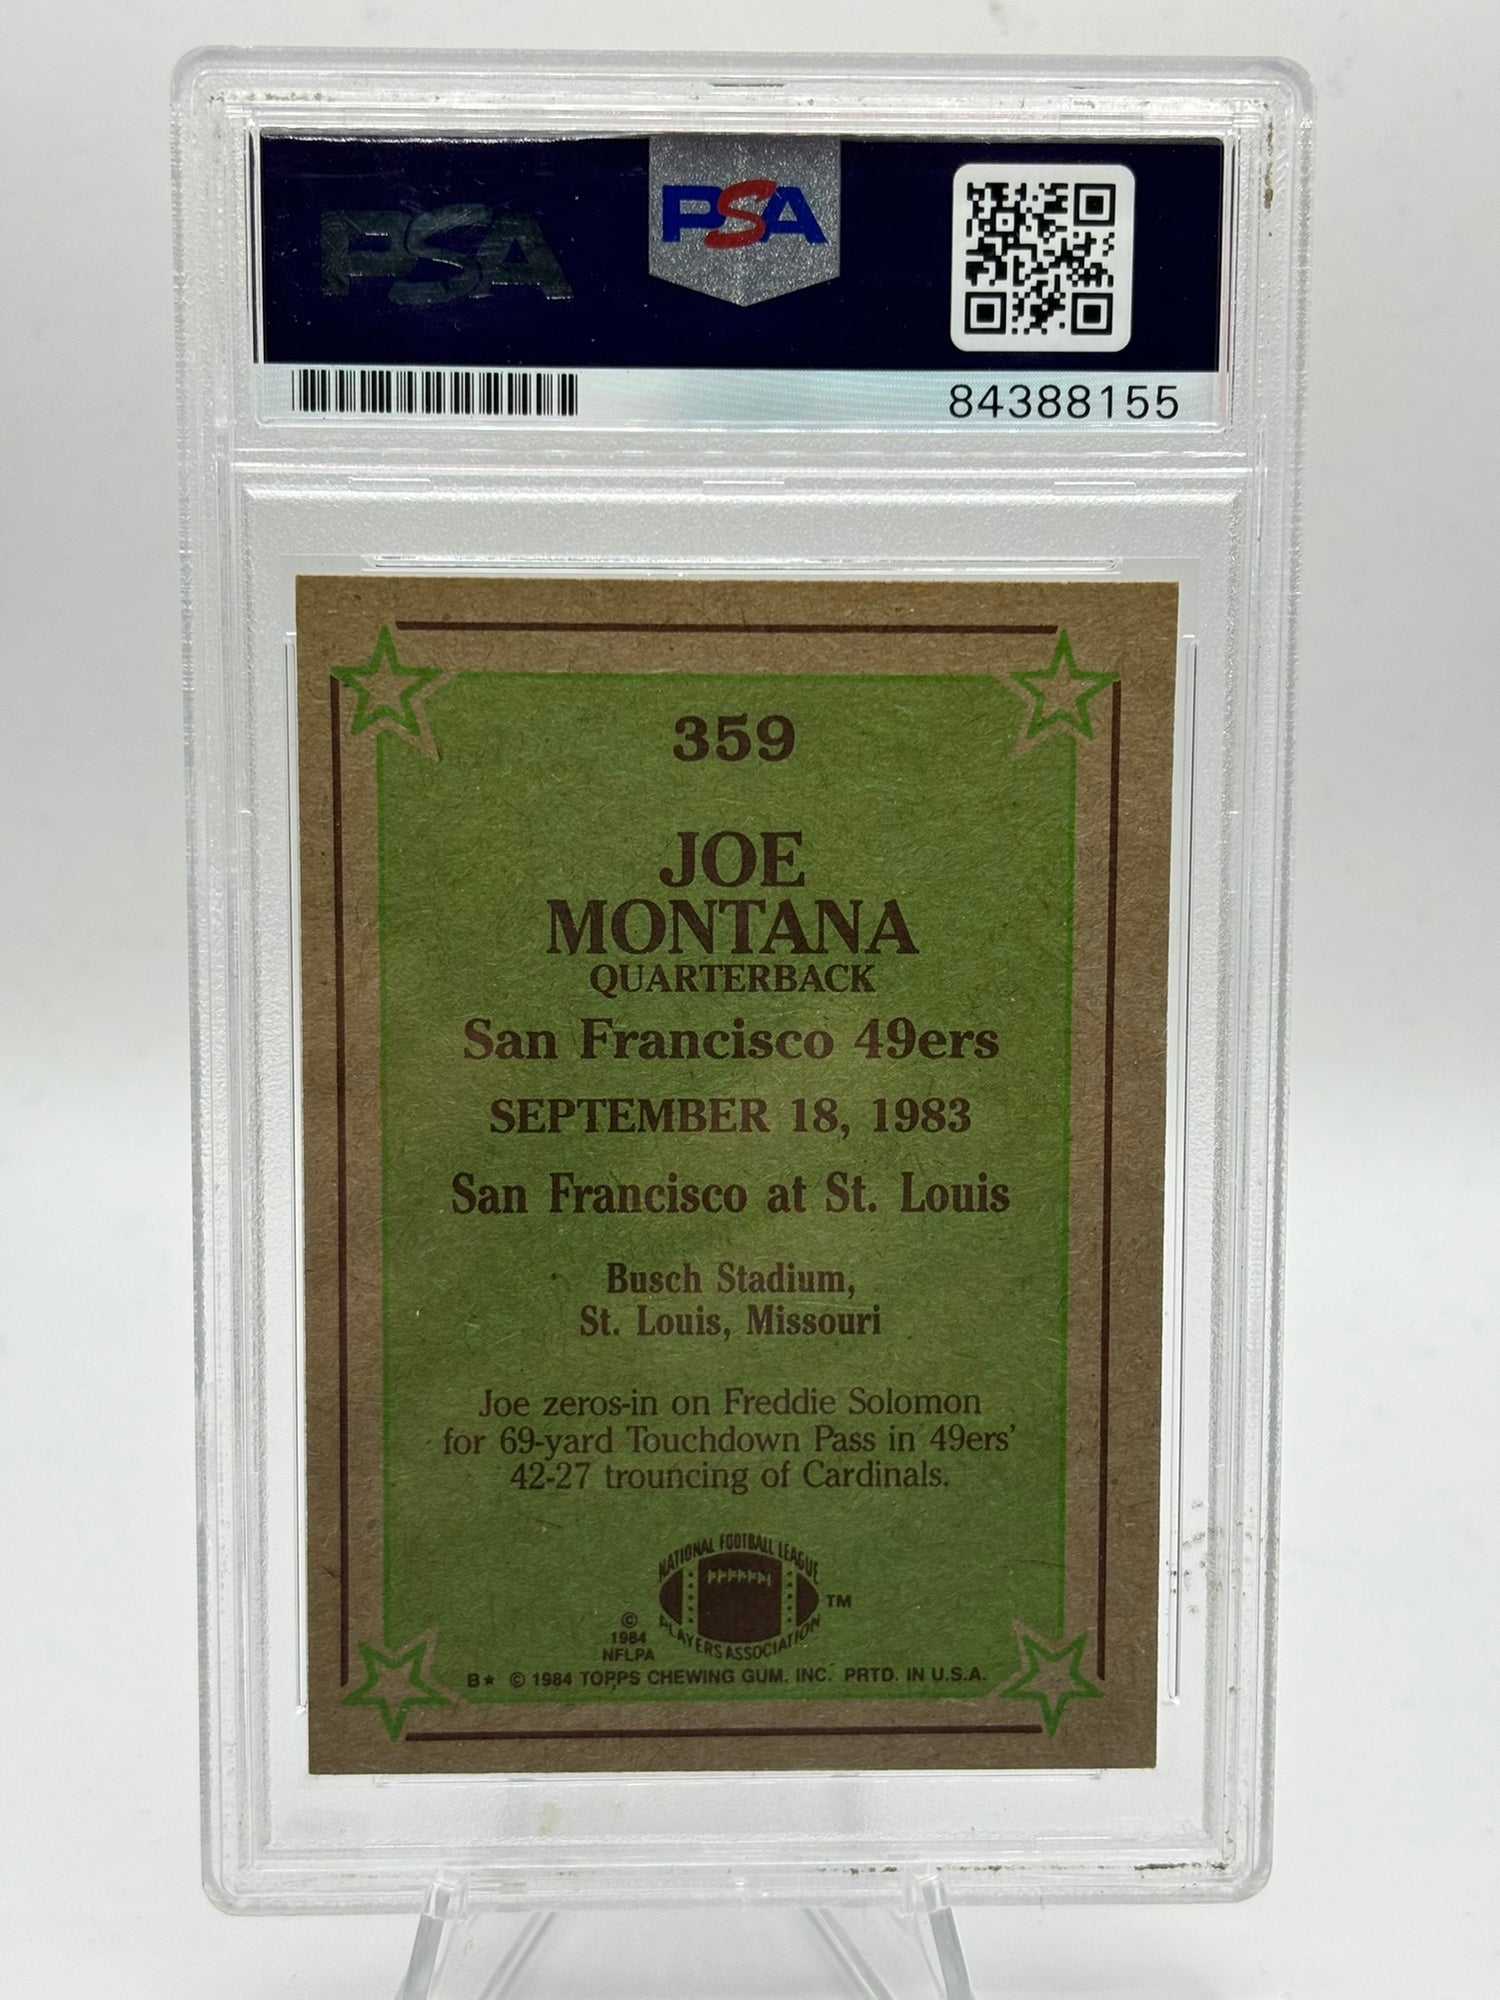 PSA PSA
84388155
359
JOE
MONTANA
QUARTERBACK
San Francisco 49ers
SEPTEMBER 18, 1983
San Francisco at St. Louis
Busch Stadium,
St. Louis, Missouri
Joe zeros-in on Freddie Solomon
for 69-yard Touchdown Pass in 49ers'
42-27 trouncing of Cardinals.
NATIONAL FOOTBALL LEAGUE
PLAYERS ASSOCIATION
TM
©
1984
NFLPA
B* © 1984 TOPPS CHEWING GUM. INC. PRTD. IN U.S.A.